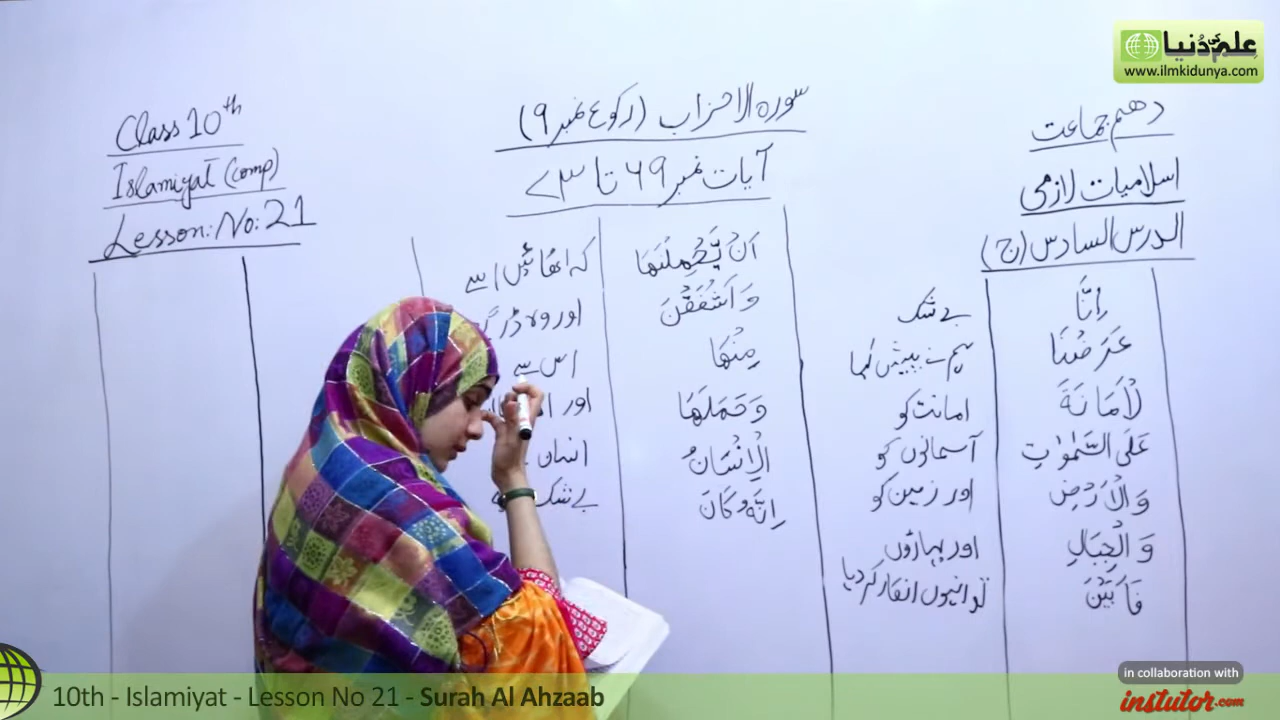 علم کی دُنیا
www.ilmkidunya.com
Class 10th
Islamiyat (comp)
Lesson: No: 21
سورہ الاحزاب (رکوع نمبر ۹)
آیات نمبر ۶۹ تا ۷۳
دھم جماعت
اسلامیات لازمی
الدرس السادس (ج)
اِنَّا
بے شک
عَرَضْنَا
ہم نے پیش کیا
لْاَمَانَةَ
امانت کو
عَلَی السَّمٰوٰتِ
آسمانوں کو
وَالْاَرْضِ
اور زمین کو
وَ الْجِبَالِ
اور پہاڑوں
فَاَبَیْنَ
تو انہوں انکار کر دیا
اَنْ یَّحْمِلْنَهَا
کہ اٹھائیں اسے
وَاَشْفَقْنَ
اور وہ ڈر
مِنْهَا
اس سے
وَحَمَلَهَا
اور
الْاِنْسَانُ
انسان
اِنَّهٗ كَانَ
بے شک
10th - Islamiyat - Lesson No 21 - Surah Al Ahzaab
in collaboration with
instutor.com